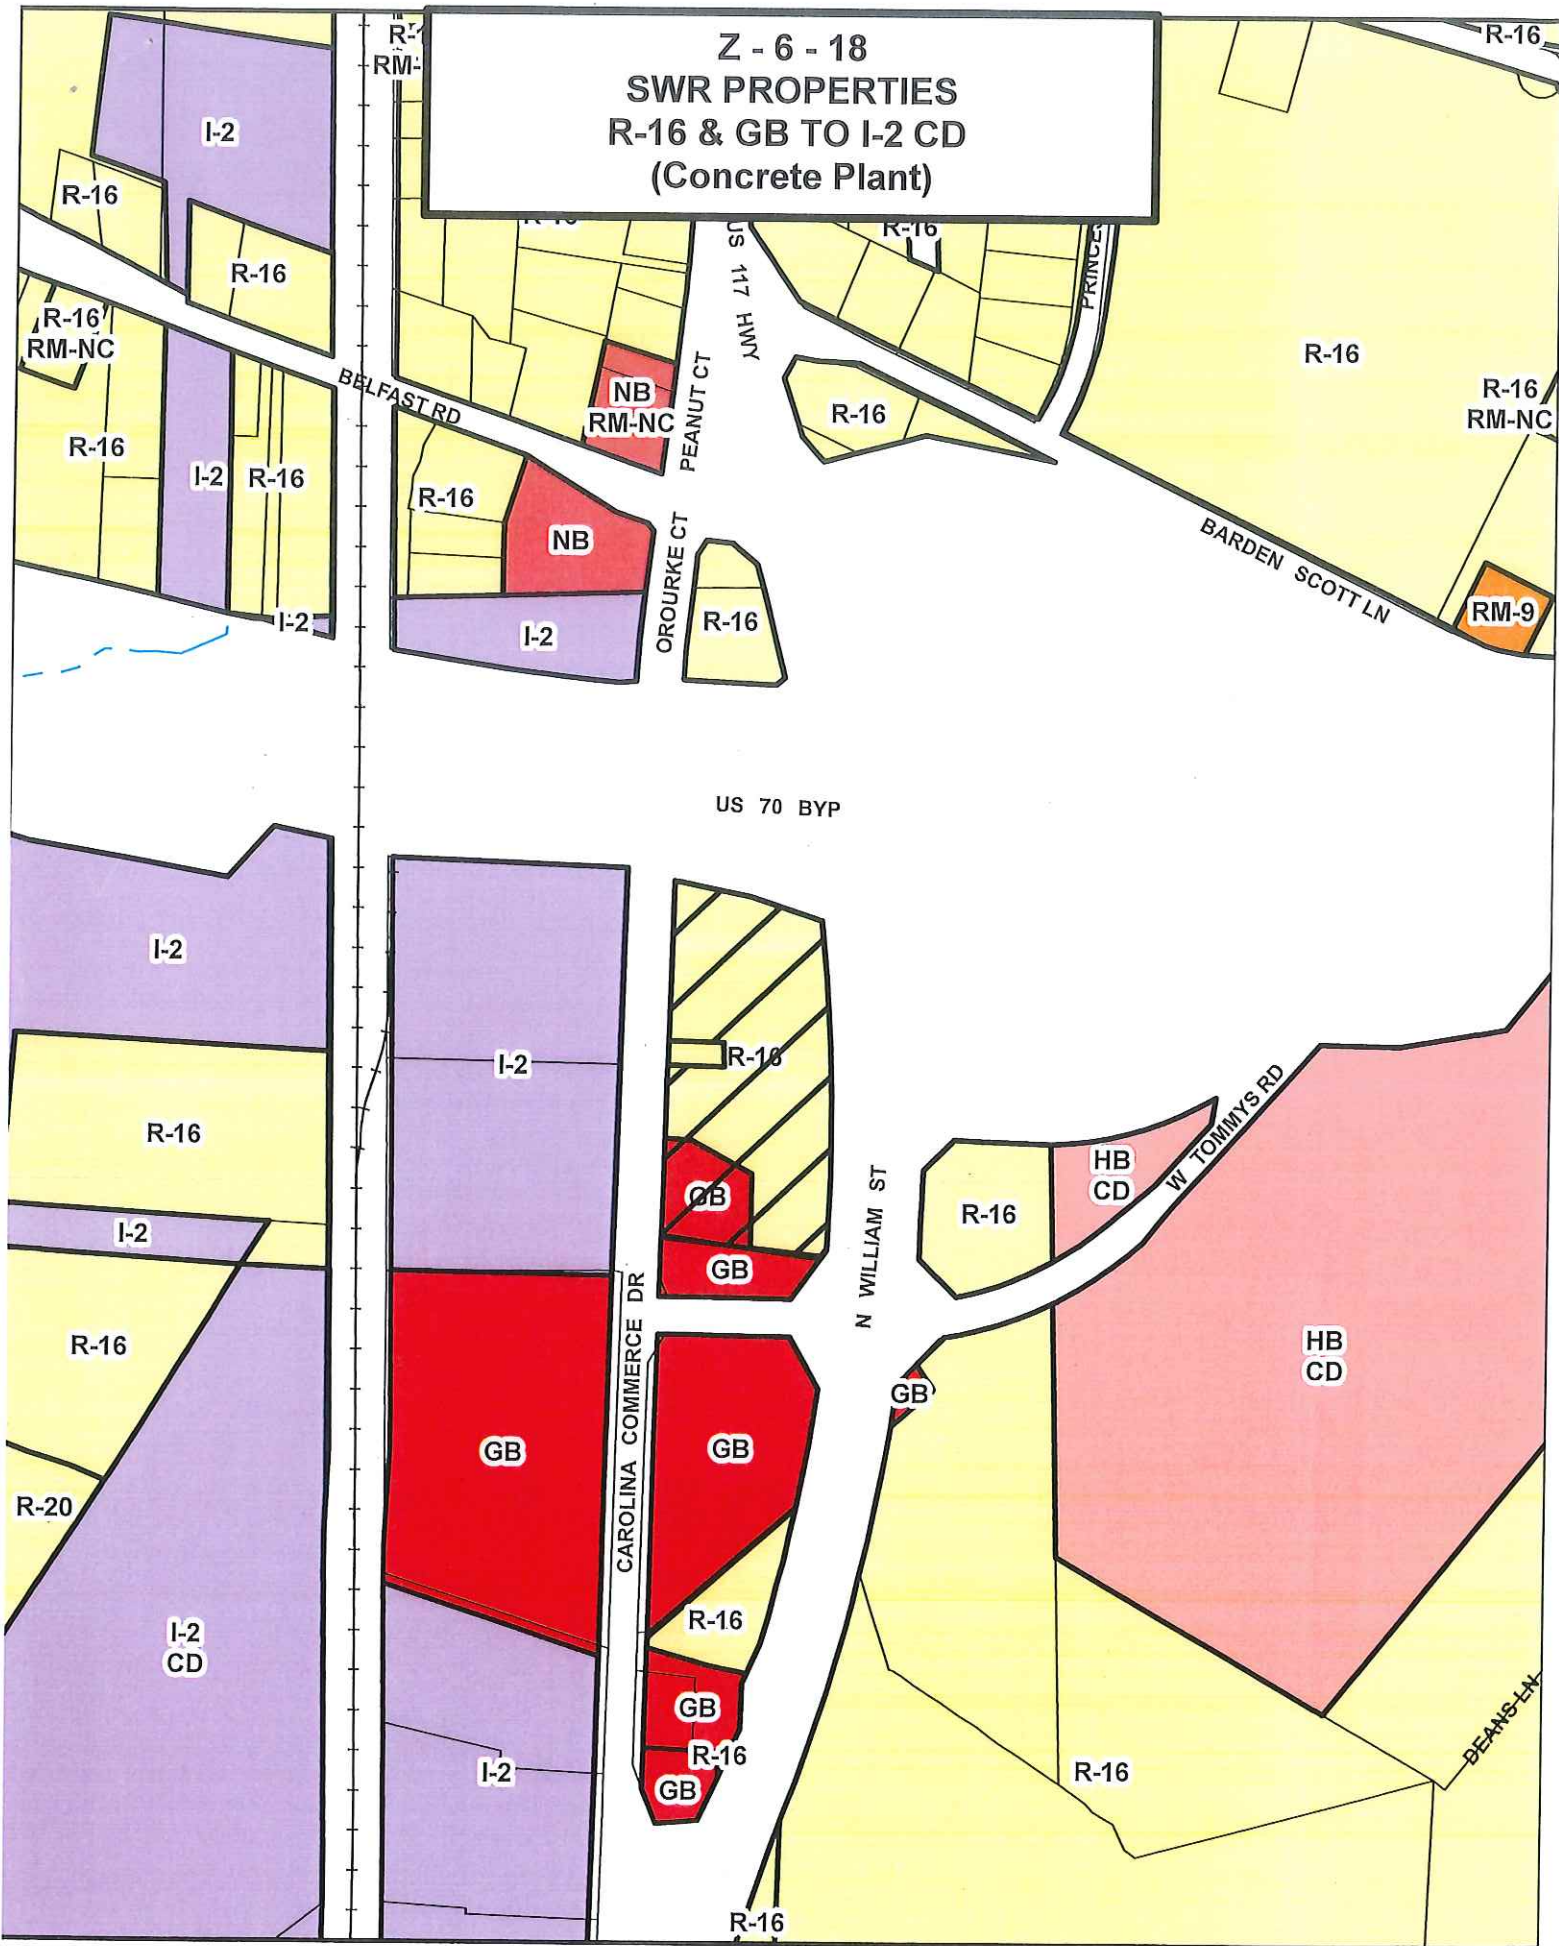 Z - 6 - 18
SWR PROPERTIES
R-16 & GB TO I-2 CD
(Concrete Plant)
R-16
I-2
R-16
R-16
R-16
US 117 HWY
R-16
RM-NC
R-16
R-16
RM-NC
BELFAST RD
NB
RM-NC
PEANUT CT
R-16
R-16
I-2
R-16
R-16
NB
OROURKE CT
BARDEN SCOTT LN
I-2
I-2
R-16
RM-9
US 70 BYP
I-2
I-2
R-16
R-16
W TOMMYS RD
HB
CD
GB
R-16
I-2
GB
N WILLIAM ST
R-16
HB
CD
GB
CAROLINA COMMERCE DR
GB
GB
R-20
I-2
CD
R-16
GB
R-16
GB
I-2
R-16
DEANS LN
R-16